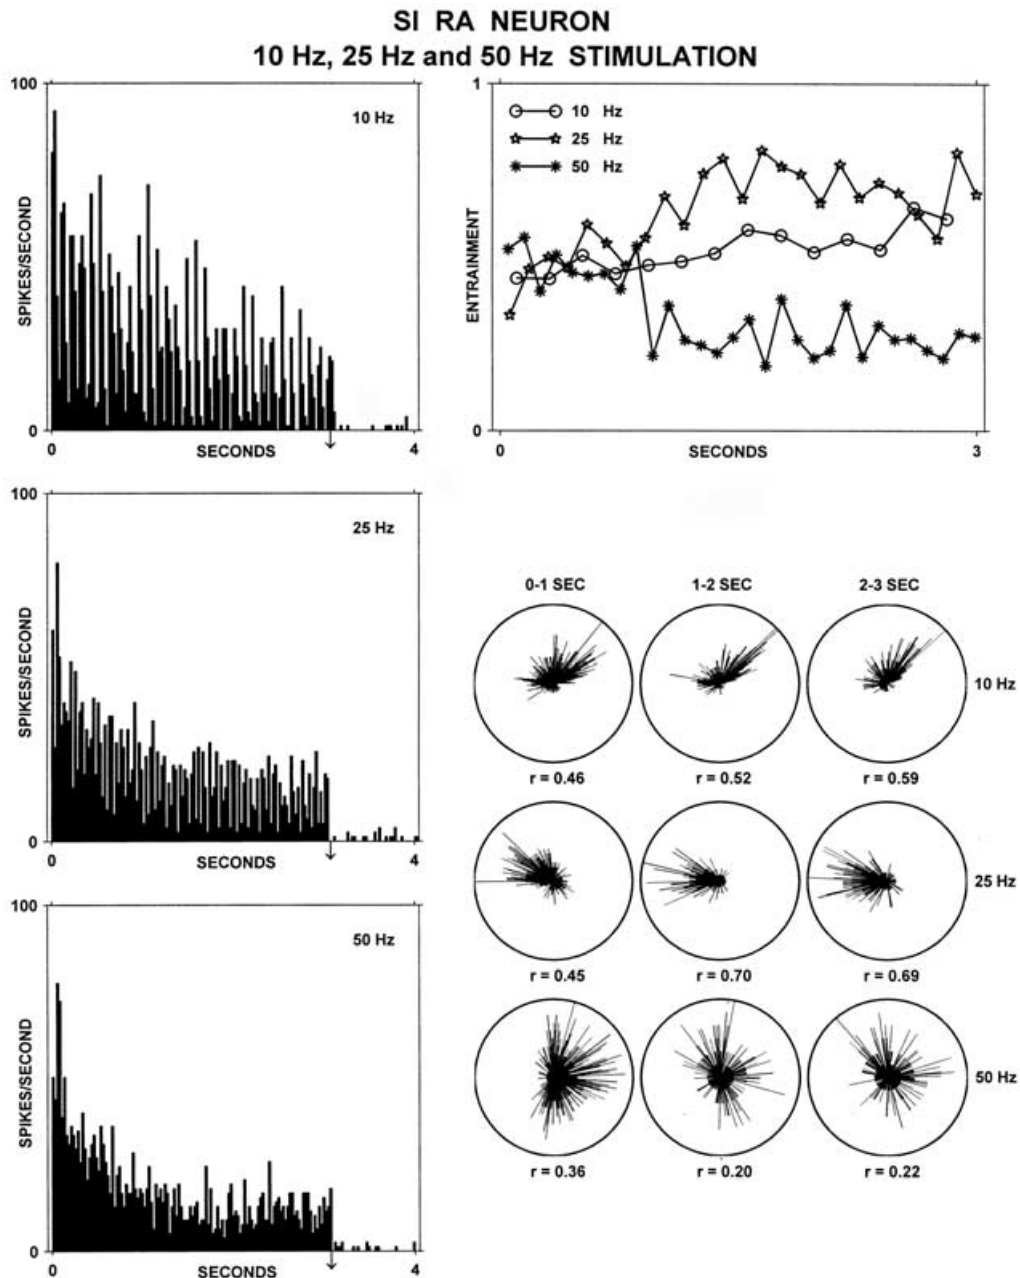 SI RA NEURON
10 Hz, 25 Hz and 50 Hz STIMULATION
100
10 Hz
SPIKES/SECOND
0
0
SECONDS
4
1
10 Hz
25 Hz
50 Hz
ENTRAINMENT
0
0
SECONDS
3
100
25 Hz
SPIKES/SECOND
0
0
SECONDS
4
100
50 Hz
SPIKES/SECOND
0
0
SECONDS
4
0-1 SEC 1-2 SEC 2-3 SEC
10 Hz
r = 0.46 r = 0.52 r = 0.59
25 Hz
r = 0.45 r = 0.70 r = 0.69
50 Hz
r = 0.36 r = 0.20 r = 0.22